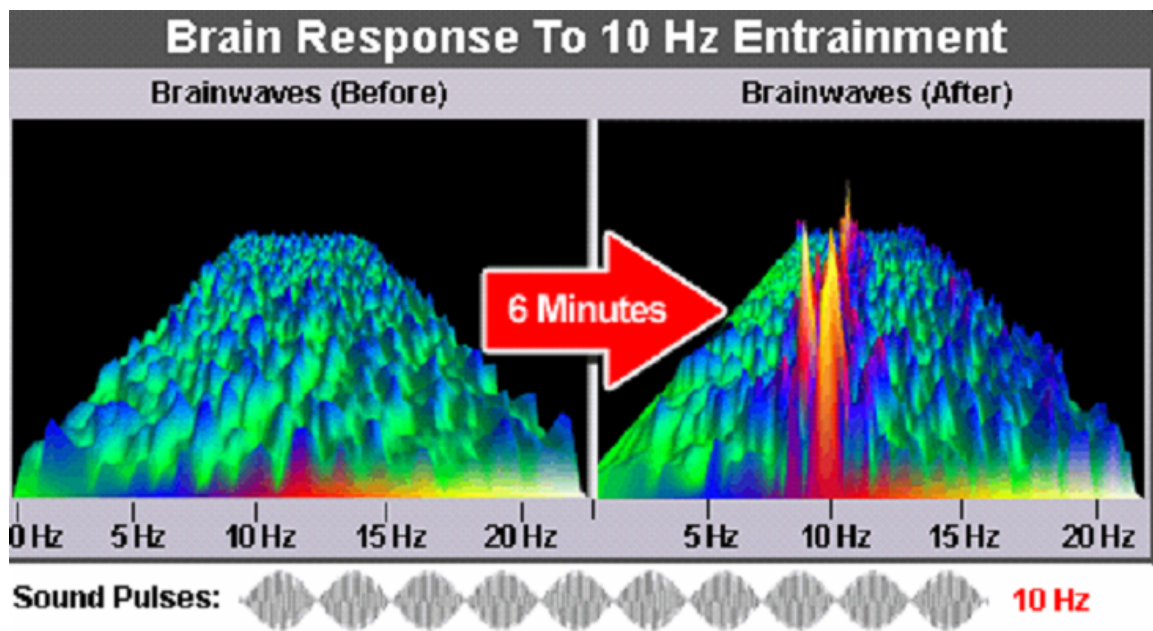 Brain Response To 10 Hz Entrainment
Brainwaves (Before) Brainwaves (After)
6 Minutes
0 Hz 5 Hz 10 Hz 15 Hz 20 Hz 5 Hz 10 Hz 15 Hz 20 Hz
Sound Pulses: 10 Hz